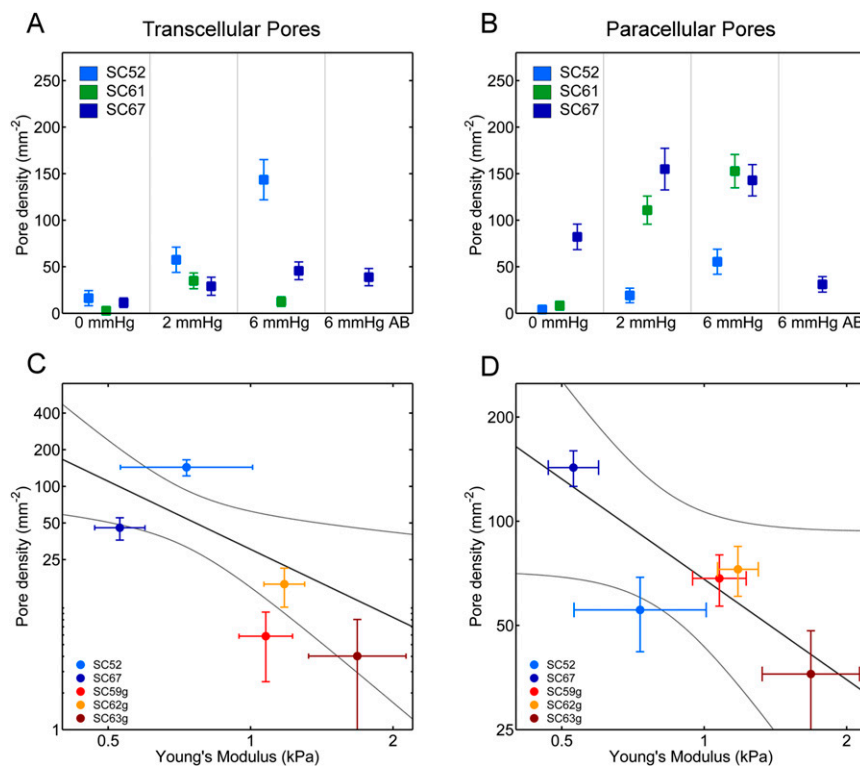 A
Transcellular Pores
Pore density (mm⁻²)
250
200
150
100
50
0
SC52
SC61
SC67
0 mmHg
2 mmHg
6 mmHg
6 mmHg AB
B
Paracellular Pores
Pore density (mm⁻²)
250
200
150
100
50
0
SC52
SC61
SC67
0 mmHg
2 mmHg
6 mmHg
6 mmHg AB
C
Pore density (mm⁻²)
400
200
100
50
25
1
SC52
SC67
SC59g
SC62g
SC63g
0.5
1
2
Young's Modulus (kPa)
D
Pore density (mm⁻²)
200
100
50
25
SC52
SC67
SC59g
SC62g
SC63g
0.5
1
2
Young's Modulus (kPa)